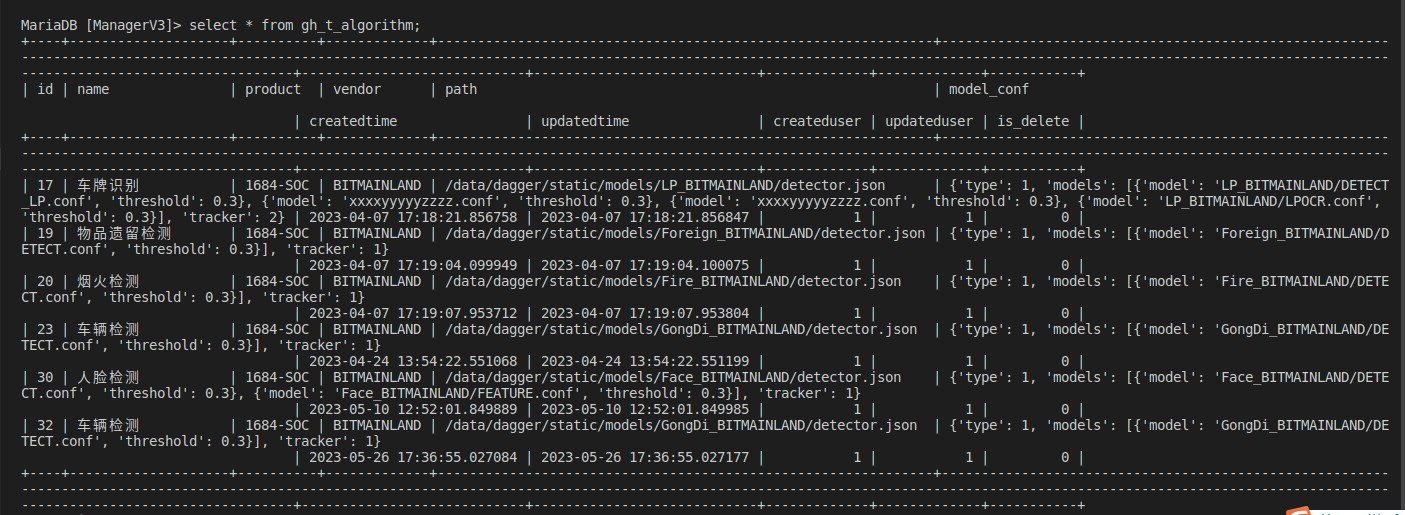 MariaDB [ManagerV3]> select * from gh_t_algorithm;
| id | name | product | vendor | path | model_conf
| createdtime | updatedtime | createduser | updateduser | is_delete |
| 17 | 车牌识别 | 1684-SOC | BITMAINLAND | /data/dagger/static/models/LP_BITMAINLAND/detector.json | {'type': 1, 'models': [{'model': 'LP_BITMAINLAND/DETECT
_LP.conf', 'threshold': 0.3}, {'model': 'xxxxyyyyyzzzz.conf', 'threshold': 0.3}, {'model': 'xxxxyyyyyzzzz.conf', 'threshold': 0.3}, {'model': 'LP_BITMAINLAND/LPOCR.conf',
'threshold': 0.3}], 'tracker': 2} | 2023-04-07 17:18:21.856758 | 2023-04-07 17:18:21.856847 | 1 | 1 | 0 |
| 19 | 物品遗留检测 | 1684-SOC | BITMAINLAND | /data/dagger/static/models/Foreign_BITMAINLAND/detector.json | {'type': 1, 'models': [{'model': 'Foreign_BITMAINLAND/D
ETECT.conf', 'threshold': 0.3}], 'tracker': 1}
| 2023-04-07 17:19:04.099949 | 2023-04-07 17:19:04.100075 | 1 | 1 | 0 |
| 20 | 烟火检测 | 1684-SOC | BITMAINLAND | /data/dagger/static/models/Fire_BITMAINLAND/detector.json | {'type': 1, 'models': [{'model': 'Fire_BITMAINLAND/DETE
CT.conf', 'threshold': 0.3}], 'tracker': 1}
| 2023-04-07 17:19:07.953712 | 2023-04-07 17:19:07.953804 | 1 | 1 | 0 |
| 23 | 车辆检测 | 1684-SOC | BITMAINLAND | /data/dagger/static/models/GongDi_BITMAINLAND/detector.json | {'type': 1, 'models': [{'model': 'GongDi_BITMAINLAND/DE
TECT.conf', 'threshold': 0.3}], 'tracker': 1}
| 2023-04-24 13:54:22.551068 | 2023-04-24 13:54:22.551199 | 1 | 1 | 0 |
| 30 | 人脸检测 | 1684-SOC | BITMAINLAND | /data/dagger/static/models/Face_BITMAINLAND/detector.json | {'type': 1, 'models': [{'model': 'Face_BITMAINLAND/DETE
CT.conf', 'threshold': 0.3}, {'model': 'Face_BITMAINLAND/FEATURE.conf', 'threshold': 0.3}], 'tracker': 1}
| 2023-05-10 12:52:01.849889 | 2023-05-10 12:52:01.849985 | 1 | 1 | 0 |
| 32 | 车辆检测 | 1684-SOC | BITMAINLAND | /data/dagger/static/models/GongDi_BITMAINLAND/detector.json | {'type': 1, 'models': [{'model': 'GongDi_BITMAINLAND/DE
TECT.conf', 'threshold': 0.3}], 'tracker': 1}
| 2023-05-26 17:36:55.027084 | 2023-05-26 17:36:55.027177 | 1 | 1 | 0 |